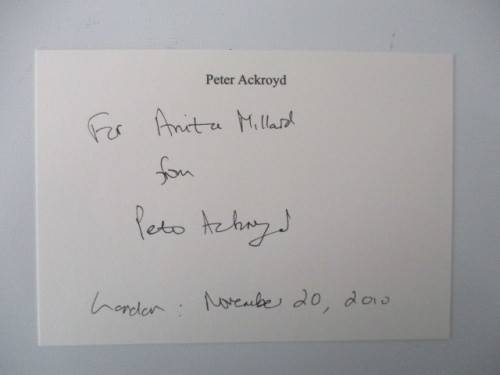 Peter Ackroyd
For Anita Millard
from
Peter Ackroyd
London : November 20, 2010